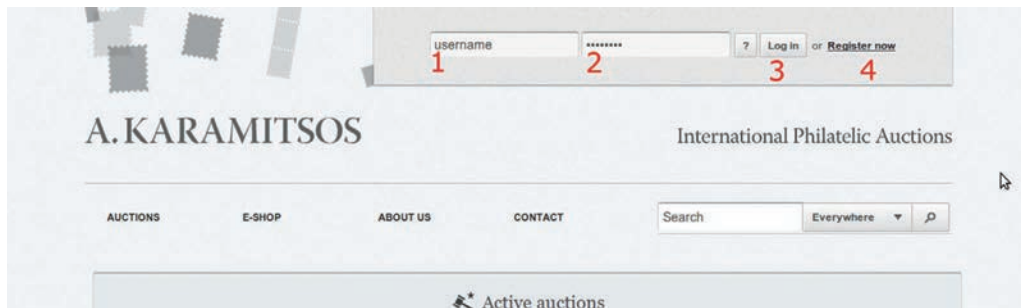 username ******** ? Log in or Register now
1 2 3 4
A. KARAMITSOS International Philatelic Auctions
AUCTIONS E-SHOP ABOUT US CONTACT Search Everywhere
Active auctions